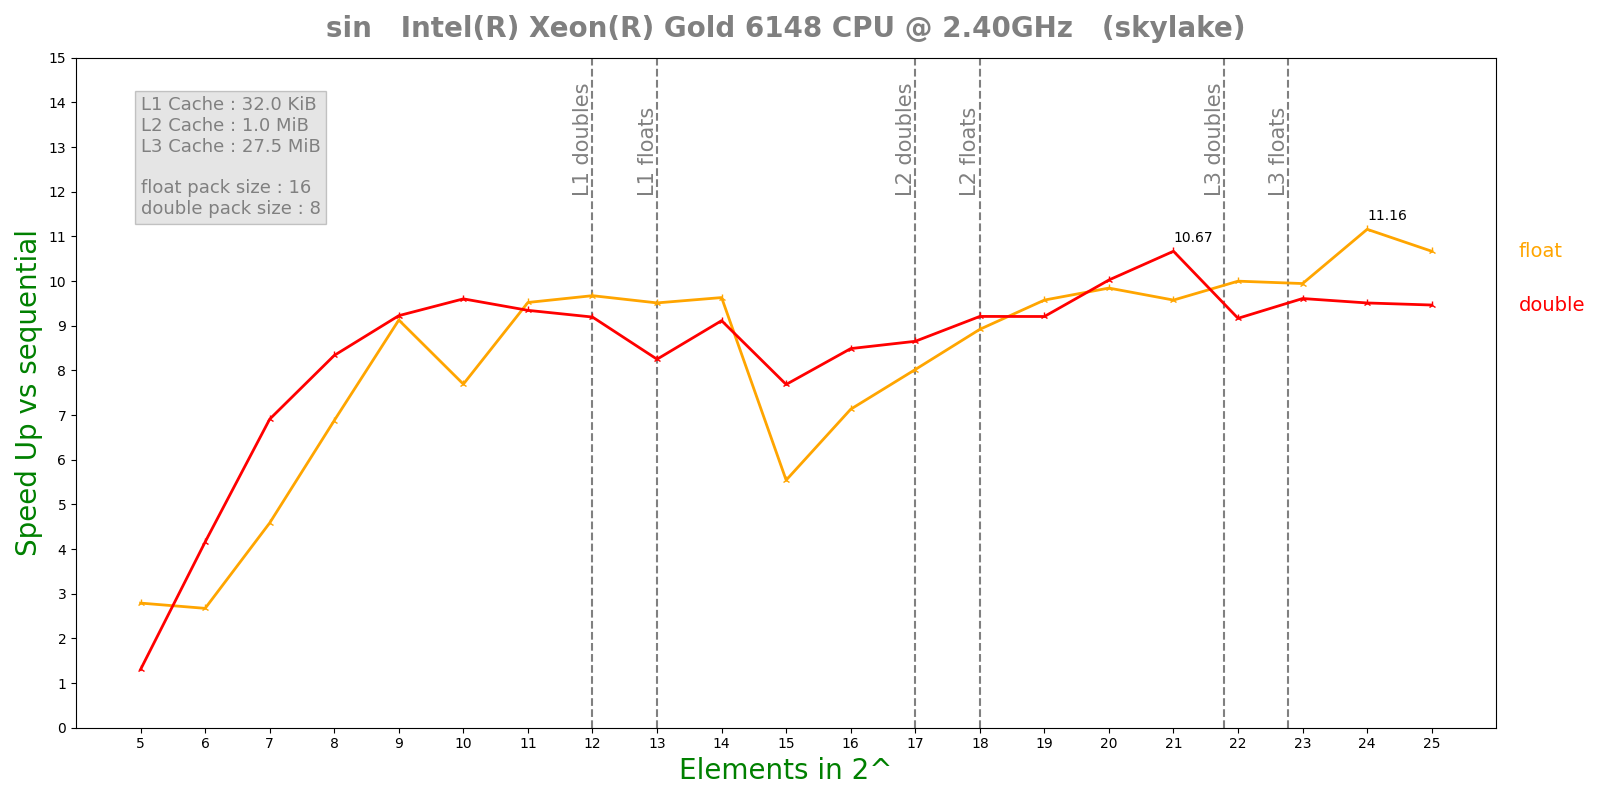 sin   Intel(R) Xeon(R) Gold 6148 CPU @ 2.40GHz   (skylake)
15
14
13
12
11
10
9
8
7
6
5
4
3
2
1
0
Speed Up vs sequential
L1 Cache : 32.0 KiB
L2 Cache : 1.0 MiB
L3 Cache : 27.5 MiB
float pack size : 16
double pack size : 8
L1 doubles
L1 floats
L2 doubles
L2 floats
L3 doubles
L3 floats
10.67
11.16
float
double
5 6 7 8 9 10 11 12 13 14 15 16 17 18 19 20 21 22 23 24 25
Elements in 2^